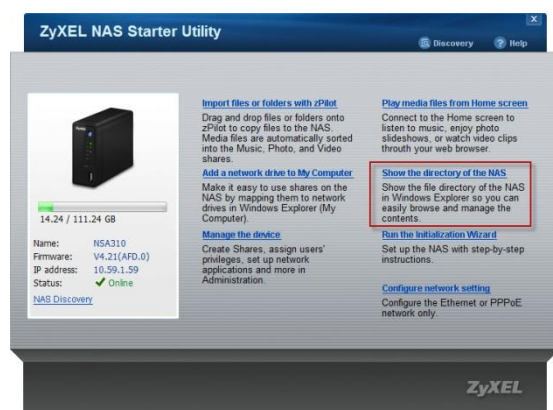 ZyXEL NAS Starter Utility
x
Discovery
? Help
14.24 / 111.24 GB
Name: NSA310
Firmware: V4.21(AFD.0)
IP address: 10.59.1.59
Status: Online
NAS Discovery
Import files or folders with zPilot
Drag and drop files or folders onto
zPilot to copy files to the NAS.
Media files are automatically sorted
into the Music, Photo, and Video
shares.
Add a network drive to My Computer
Make it easy to use shares on the
NAS by mapping them to network
drives in Windows Explorer (My
Computer).
Manage the device
Create Shares, assign users'
privileges, set up network
applications and more in
Administration.
Play media files from Home screen
Connect to the Home screen to
listen to music, enjoy photo
slideshows, or watch video clips
throuth your web browser.
Show the directory of the NAS
Show the file directory of the NAS
in Windows Explorer so you can
easily browse and manage the
contents.
Run the Initialization Wizard
Set up the NAS with step-by-step
instructions.
Configure network setting
Configure the Ethernet or PPPoE
network only.
ZyXEL